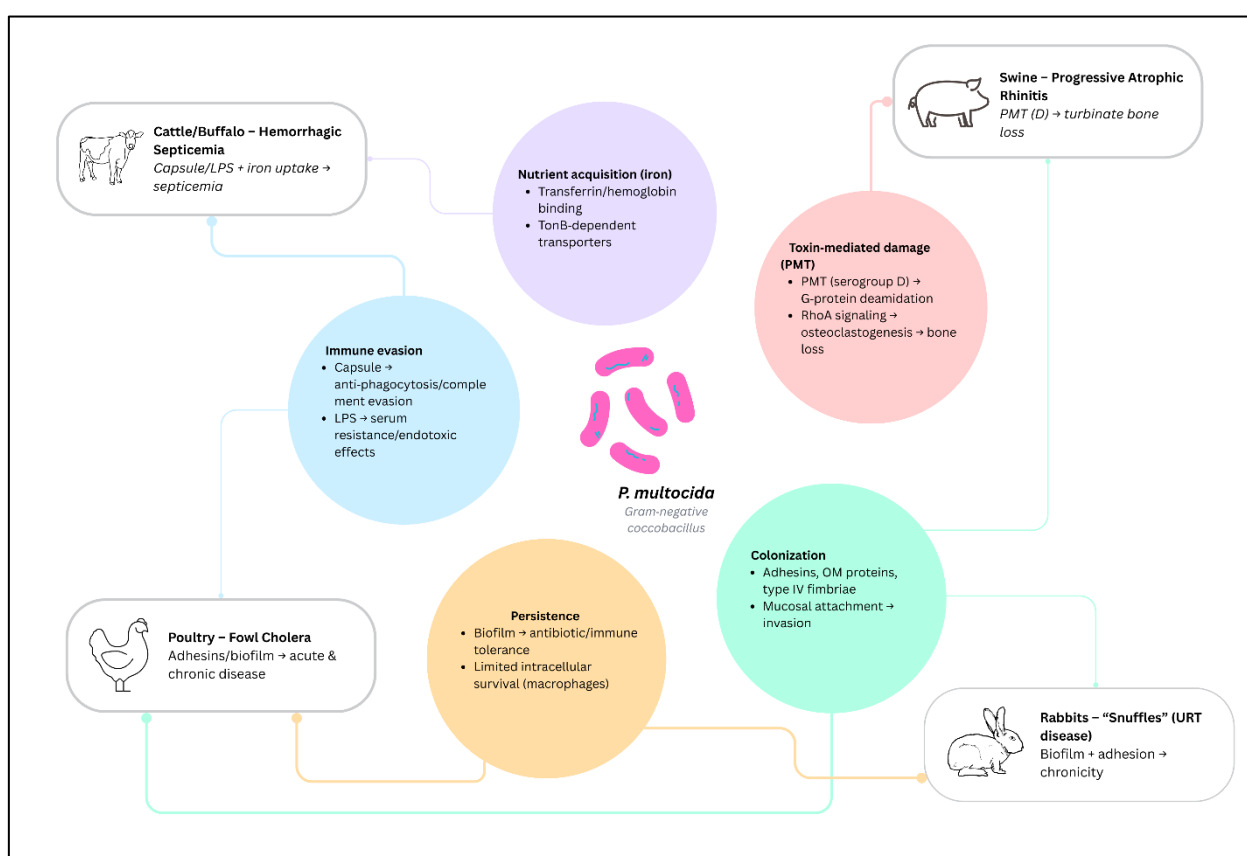 Swine – Progressive Atrophic
Rhinitis
PMT (D) → turbinate bone
loss
Cattle/Buffalo – Hemorrhagic
Septicemia
Capsule/LPS + iron uptake →
septicemia
Nutrient acquisition (iron)
• Transferrin/hemoglobin
binding
• TonB-dependent
transporters
Toxin-mediated damage
(PMT)
• PMT (serogroup D) →
G-protein deamidation
• RhoA signaling →
osteoclastogenesis → bone
loss
Immune evasion
• Capsule →
anti-phagocytosis/comple
ment evasion
• LPS → serum
resistance/endotoxic
effects
P. multocida
Gram-negative
coccobacillus
Colonization
• Adhesins, OM proteins,
type IV fimbriae
• Mucosal attachment →
invasion
Persistence
• Biofilm → antibiotic/immune
tolerance
• Limited intracellular
survival (macrophages)
Poultry – Fowl Cholera
Adhesins/biofilm → acute &
chronic disease
Rabbits – “Snuffles” (URT
disease)
Biofilm + adhesion →
chronicity